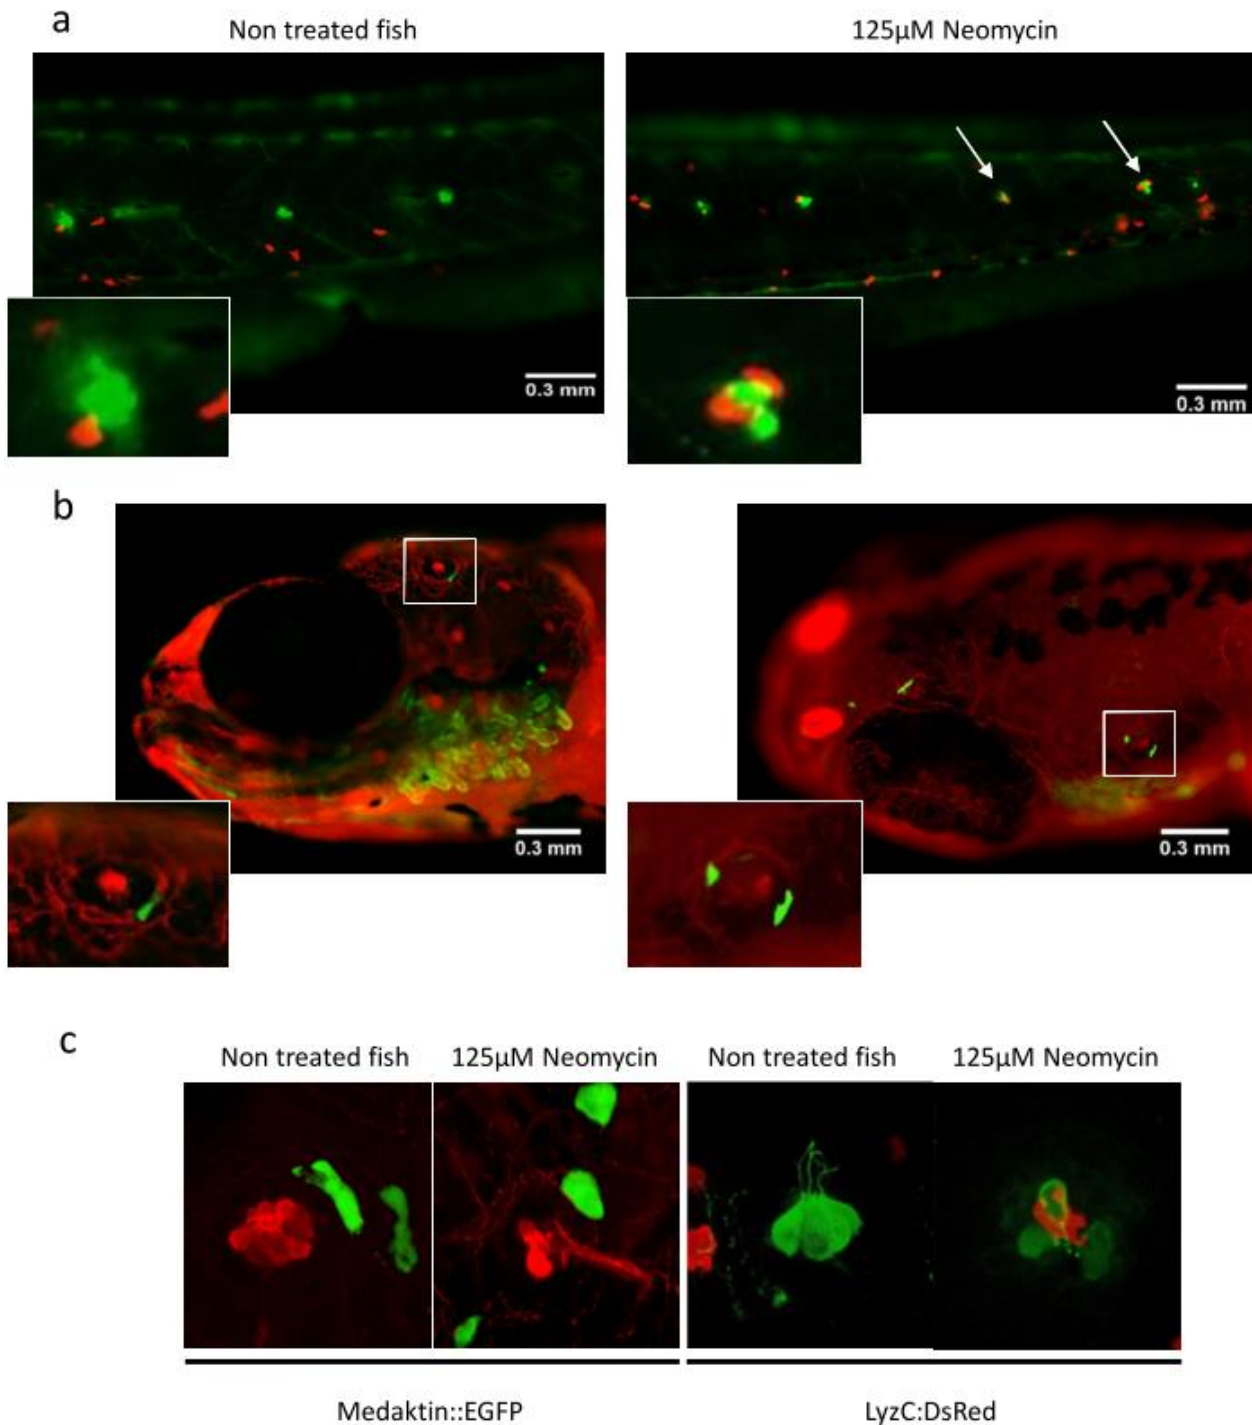 a
Non treated fish
125µM Neomycin
0.3 mm
0.3 mm
b
0.3 mm
0.3 mm
c
Non treated fish
125µM Neomycin
Non treated fish
125µM Neomycin
Medaktin::EGFP
LyzC:DsRed